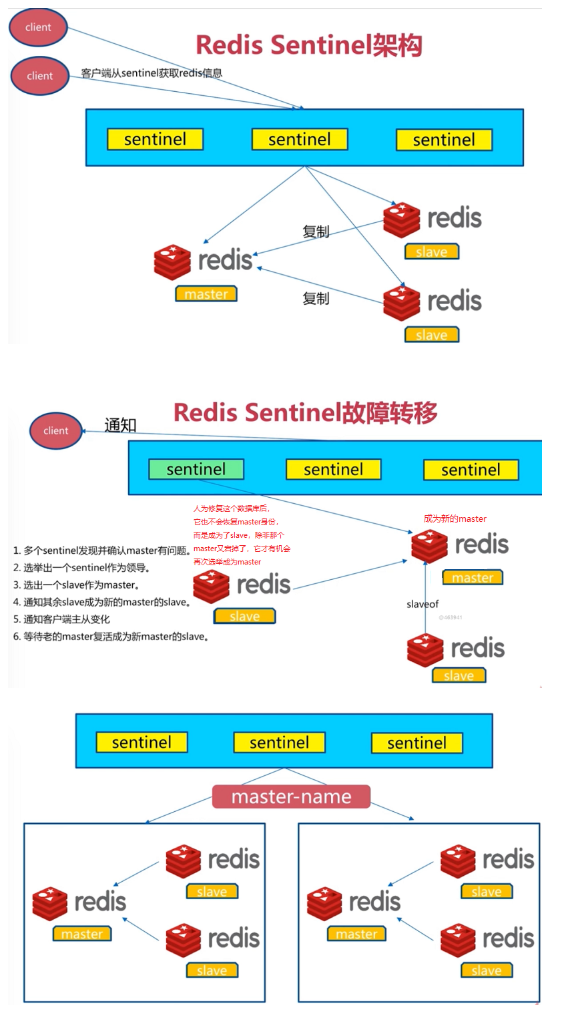 client
Redis Sentinel架构
client
客户端从sentinel获取redis信息
sentinel
sentinel
sentinel
redis
slave
复制
redis
master
复制
redis
slave
Redis Sentinel故障转移
client
通知
sentinel
sentinel
sentinel
人为修复这个数据库后,
它也不会恢复master身份,
而是成为了slave, 除非那个
master又宕掉了, 它才有机会
再次选举成为master
成为新的master
redis
master
1. 多个sentinel发现并确认master有问题。
2. 选举出一个sentinel作为领导。
3. 选出一个slave作为master。
4. 通知其余slave成为新的master的slave。
5. 通知客户端主从变化
6. 等待老的master复活成为新master的slave。
redis
slave
slaveof
redis
slave
sentinel
sentinel
sentinel
master-name
redis
slave
redis
master
redis
slave
redis
slave
redis
master
redis
slave